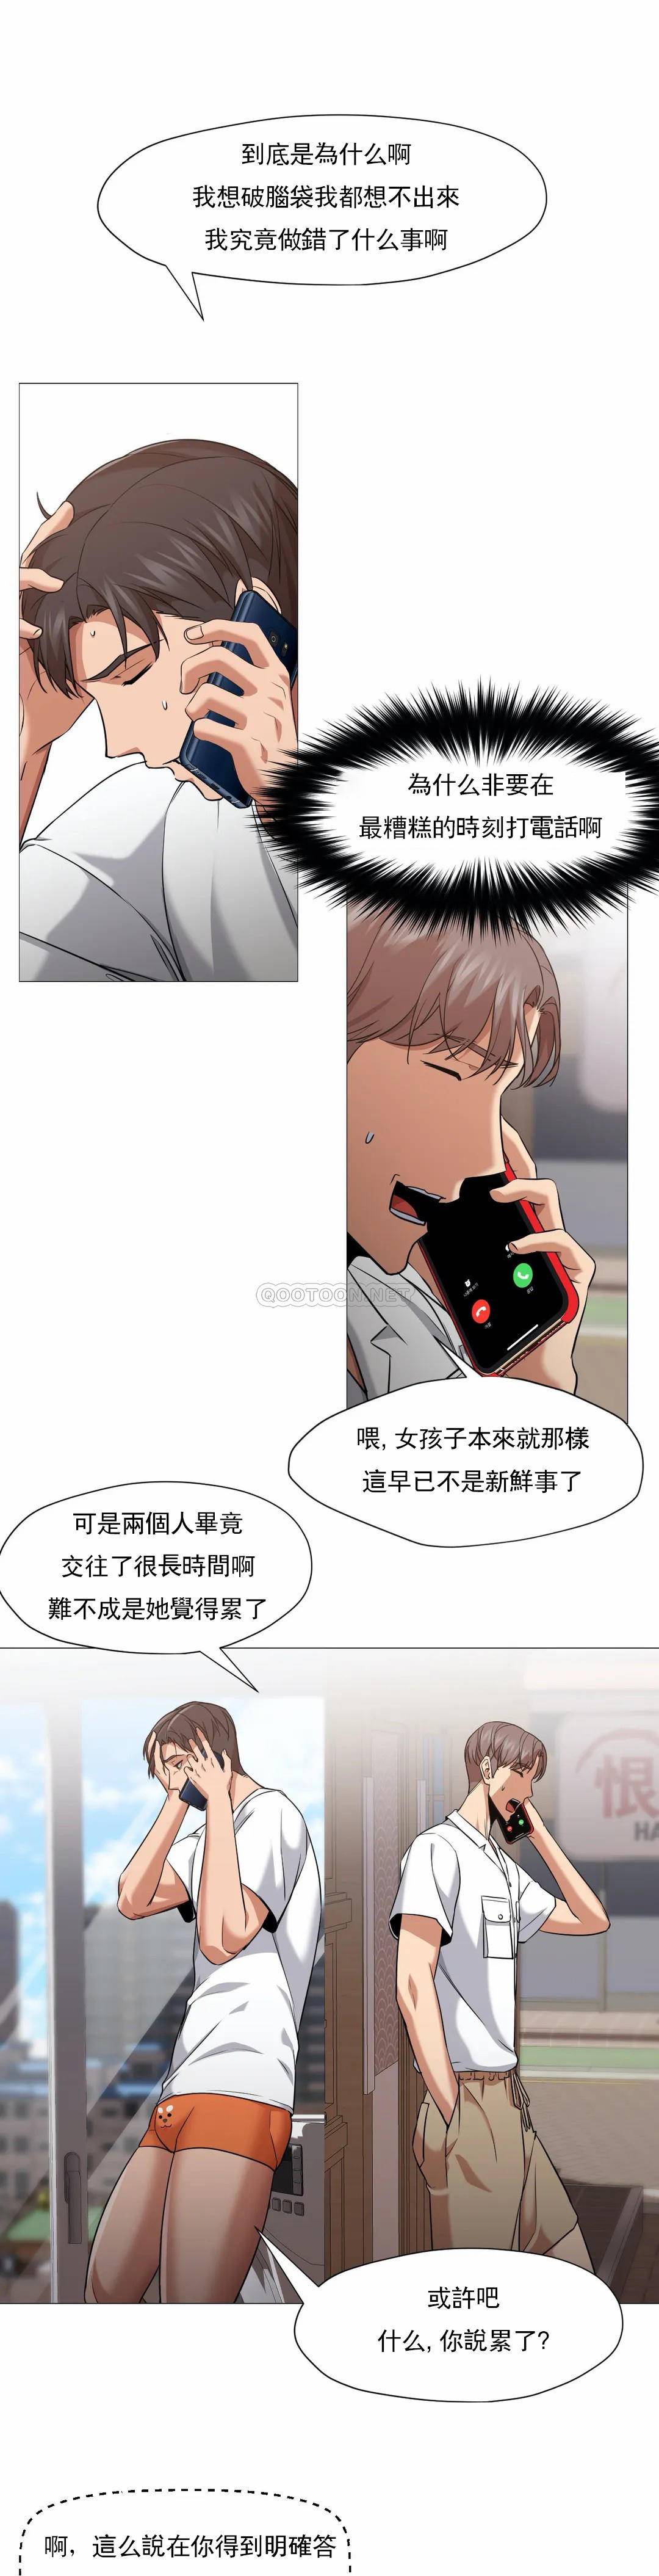 到底是為什么啊
我想破腦袋我都想不出來
我究竟做錯了什么事啊
為什么非要在
最糟糕的時刻打電話啊
QOOTOON.NET
喂,女孩子本來就那樣
這早已不是新鮮事了
可是兩個人畢竟
交往了很長時間啊
難不成是她覺得累了
恨
HA
或許吧
什么,你說累了?
啊，這么說在你得到明確答